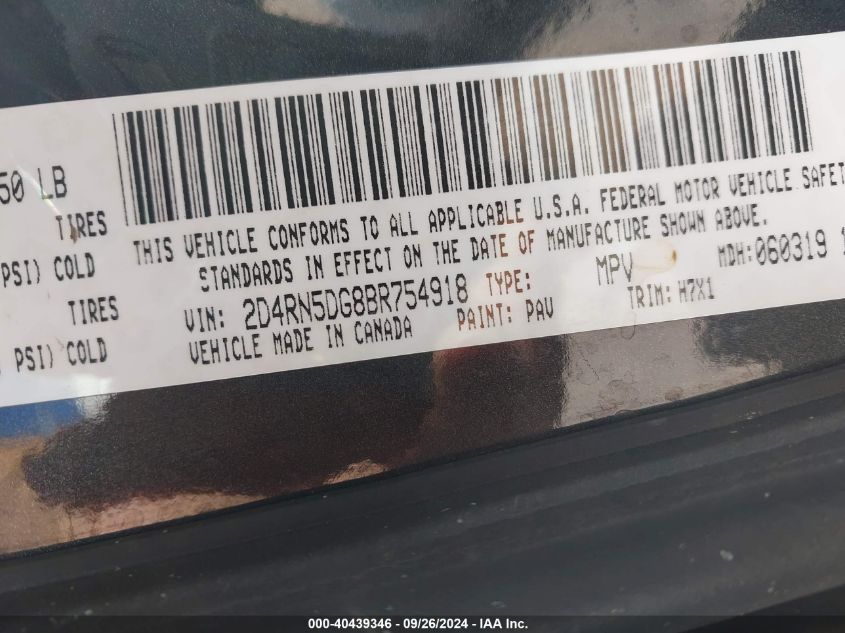 50 LB
TIRES
PSI) COLD
TIRES
PSI) COLD
THIS VEHICLE CONFORMS TO ALL APPLICABLE U.S.A. FEDERAL MOTOR VEHICLE SAFET
STANDARDS IN EFFECT ON THE DATE OF MANUFACTURE SHOWN ABOVE.
VIN: 2D4RN5DG8BR754918 TYPE: MPV MDH:060319 1
VEHICLE MADE IN CANADA PAINT: PAV TRIM: H7X1
000-40439346 - 09/26/2024 - IAA Inc.